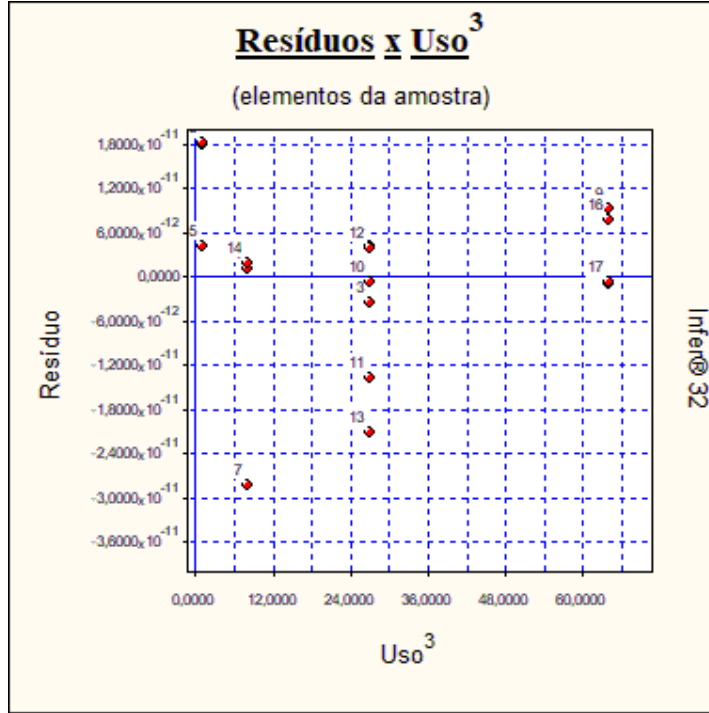 Resíduos x Uso³
(elementos da amostra)
1,8000x10⁻¹¹
1,2000x10⁻¹¹
6,0000x10⁻¹²
0,0000
-6,0000x10⁻¹²
-1,2000x10⁻¹¹
-1,8000x10⁻¹¹
-2,4000x10⁻¹¹
-3,0000x10⁻¹¹
-3,6000x10⁻¹¹
Resíduo
5
14
7
12
10
3
11
13
16
17
0,0000 12,0000 24,0000 36,0000 48,0000 60,0000
Uso³
Infer® 32